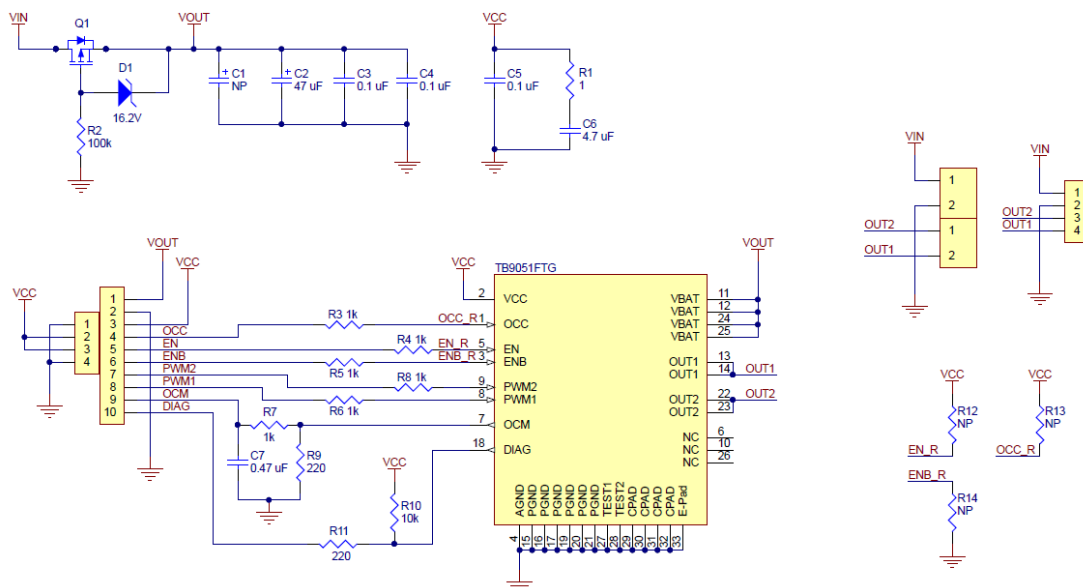 VIN
Q1
VOUT
D1
16.2V
R2
100k
C1
NP
C2
47 uF
C3
0.1 uF
C4
0.1 uF
VCC
C5
0.1 uF
R1
1
C6
4.7 uF
VIN
1
2
OUT2
1
OUT1
2
VIN
1
2
OUT2
3
OUT1
4
VOUT
VCC
VCC
1
2
3
4
1
2
3
4
5
6
7
8
9
10
OCC
EN
ENB
PWM2
PWM1
OCM
DIAG
R3 1k
R4 1k
R5 1k
R8 1k
R6 1k
R7
1k
C7
0.47 uF
R9
220
VCC
R10
10k
R11
220
VCC
OCC_R
EN_R
ENB_R
TB9051FTG
2 VCC
1 OCC
5 EN
3 ENB
9 PWM2
8 PWM1
7 OCM
18 DIAG
VOUT
VBAT 11
VBAT 12
VBAT 24
VBAT 25
OUT1 13
OUT1 14
OUT1
OUT2 22
OUT2 23
OUT2
NC 6
NC 10
NC 26
AGND 4
PGND 15
PGND 16
PGND 17
PGND 19
PGND 20
PGND 21
TEST1 27
TEST2 28
CPAD 29
CPAD 30
CPAD 31
CPAD 32
E-Pad 33
VCC
R12
NP
EN_R
VCC
R13
NP
OCC_R
ENB_R
R14
NP